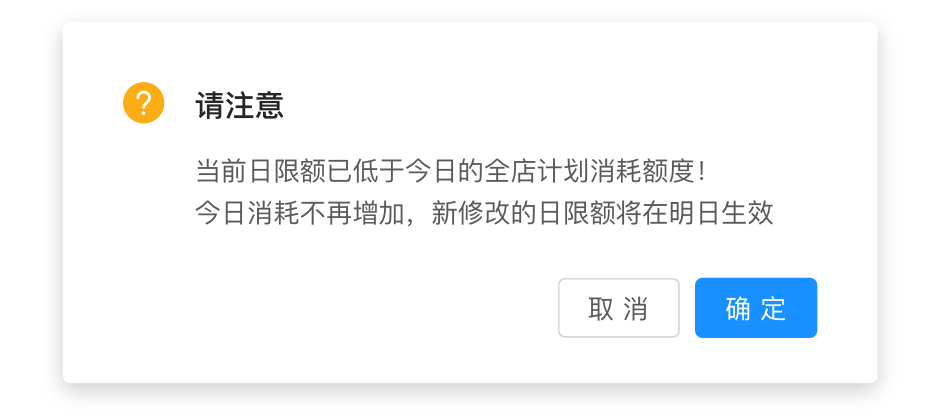 请注意
当前日限额已低于今日的全店计划消耗额度！
今日消耗不再增加，新修改的日限额将在明日生效
取 消
确 定